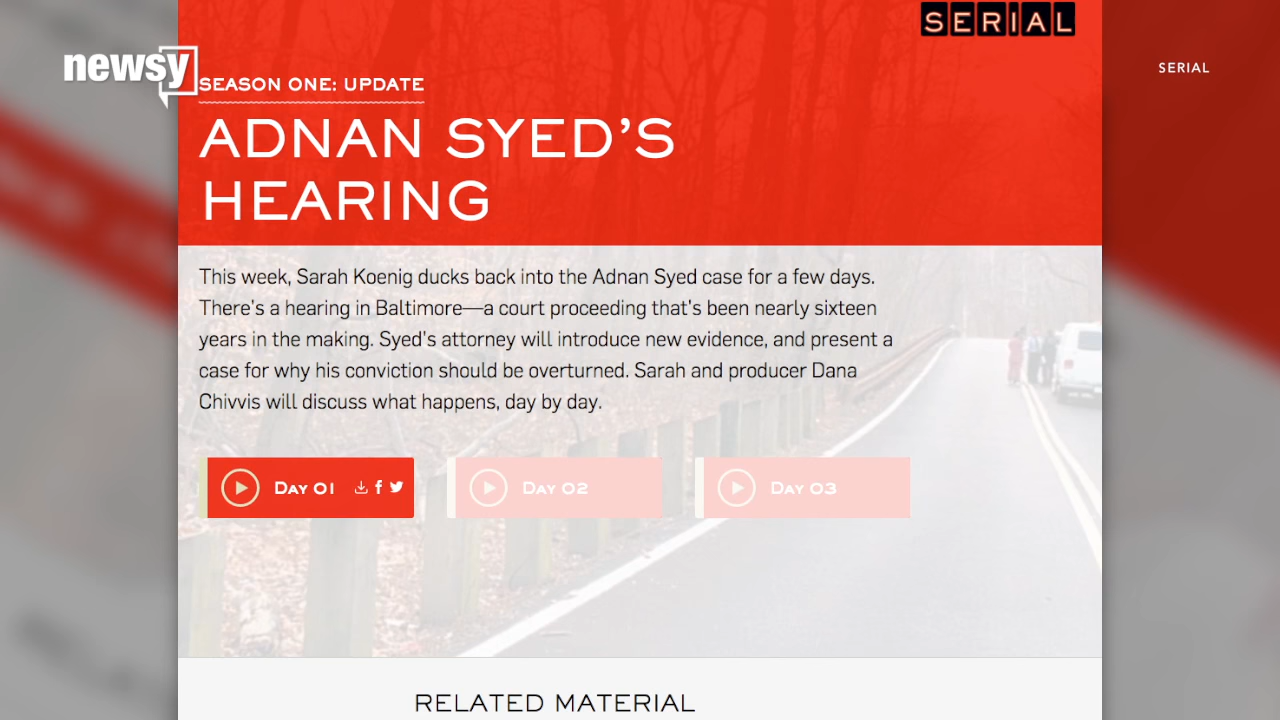 SERIAL
newsy
SERIAL
SEASON ONE: UPDATE
ADNAN SYED’S
HEARING
This week, Sarah Koenig ducks back into the Adnan Syed case for a few days.
There’s a hearing in Baltimore—a court proceeding that’s been nearly sixteen
years in the making. Syed’s attorney will introduce new evidence, and present a
case for why his conviction should be overturned. Sarah and producer Dana
Chivvis will discuss what happens, day by day.
DAY 01
DAY 02
DAY 03
RELATED MATERIAL